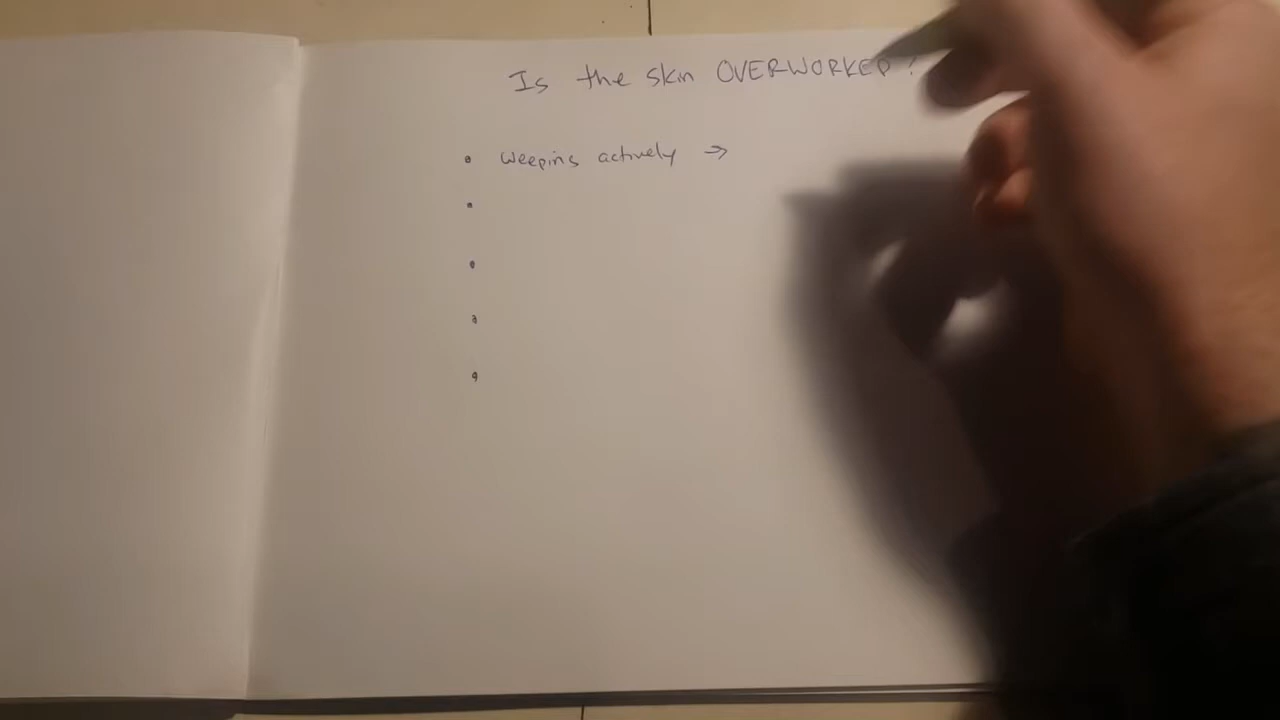 Is the skin OVERWORKED?
• Weeping actively →
•
•
•
•